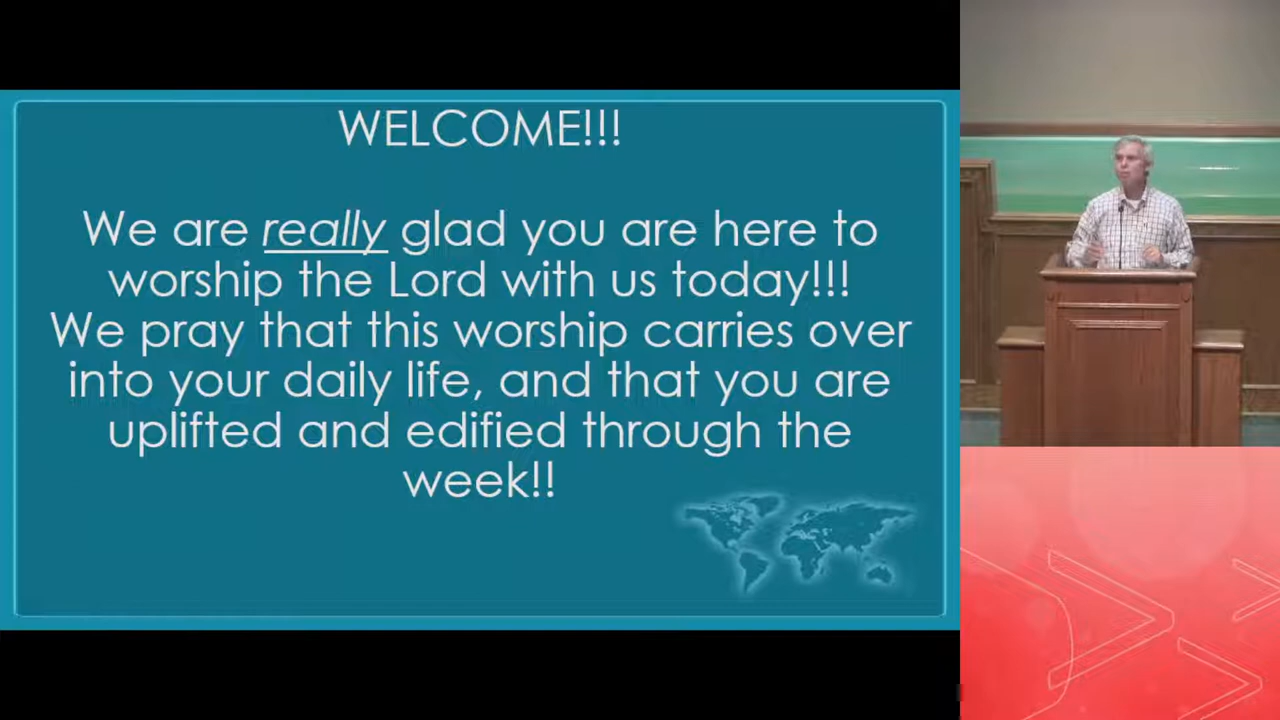 WELCOME!!!
We are really glad you are here to
worship the Lord with us today!!!
We pray that this worship carries over
into your daily life, and that you are
uplifted and edified through the
week!!